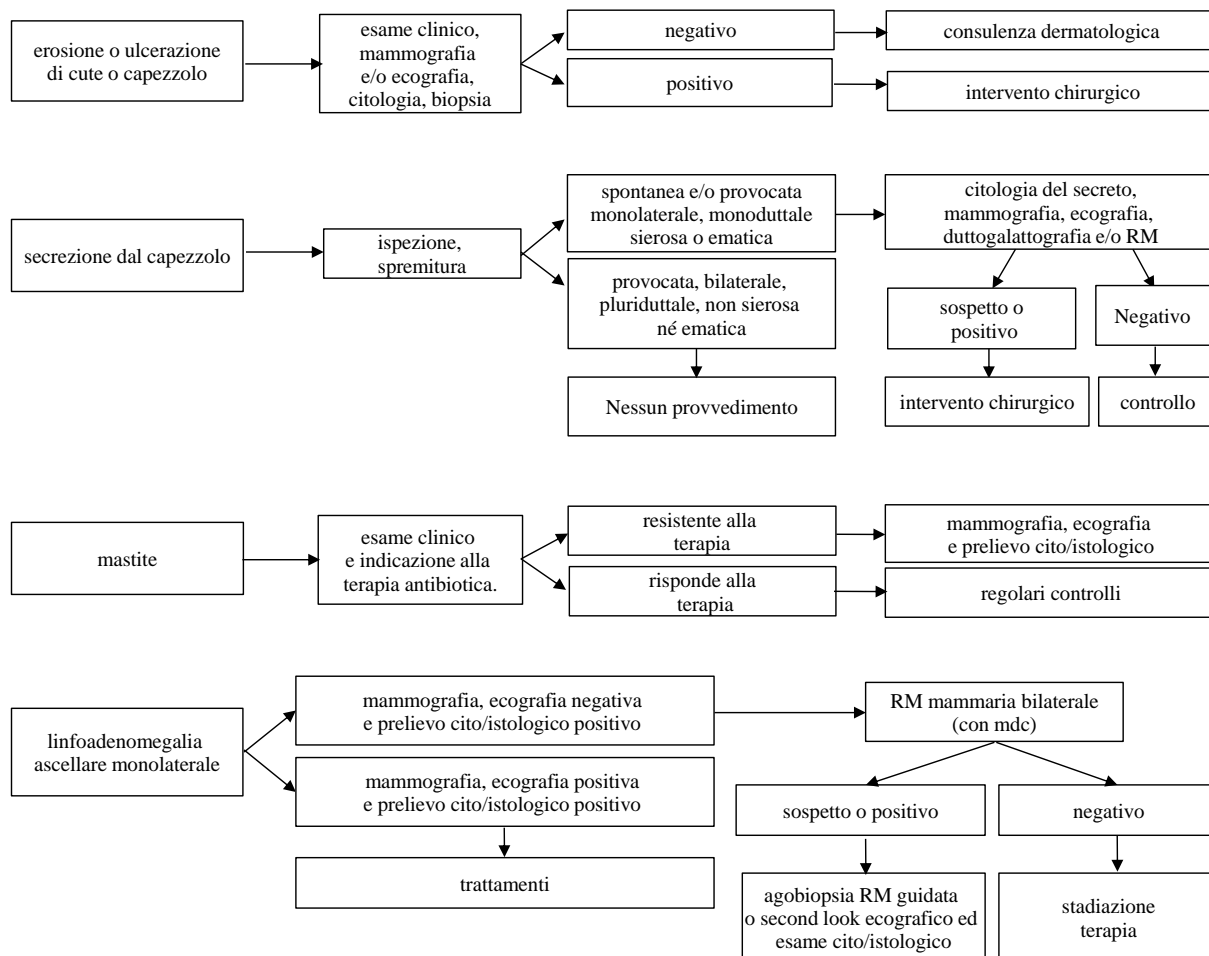 erosione o ulcerazione
di cute o capezzolo
esame clinico,
mammografia
e/o ecografia,
citologia, biopsia
negativo
consulenza dermatologica
positivo
intervento chirurgico
secrezione dal capezzolo
ispezione,
spremitura
spontanea e/o provocata
monolaterale, monoduttale
sierosa o ematica
citologia del secreto,
mammografia, ecografia,
duttogalattografia e/o RM
provocata, bilaterale,
pluriduttale, non sierosa
né ematica
sospetto o
positivo
Negativo
Nessun provvedimento
intervento chirurgico
controllo
mastite
esame clinico
e indicazione alla
terapia antibiotica.
resistente alla
terapia
mammografia, ecografia
e prelievo cito/istologico
risponde alla
terapia
regolari controlli
linfoadenomegalia
ascellare monolaterale
mammografia, ecografia negativa
e prelievo cito/istologico positivo
RM mammaria bilaterale
(con mdc)
mammografia, ecografia positiva
e prelievo cito/istologico positivo
sospetto o positivo
negativo
trattamenti
agobiopsia RM guidata
o second look ecografico ed
esame cito/istologico
stadiazione
terapia